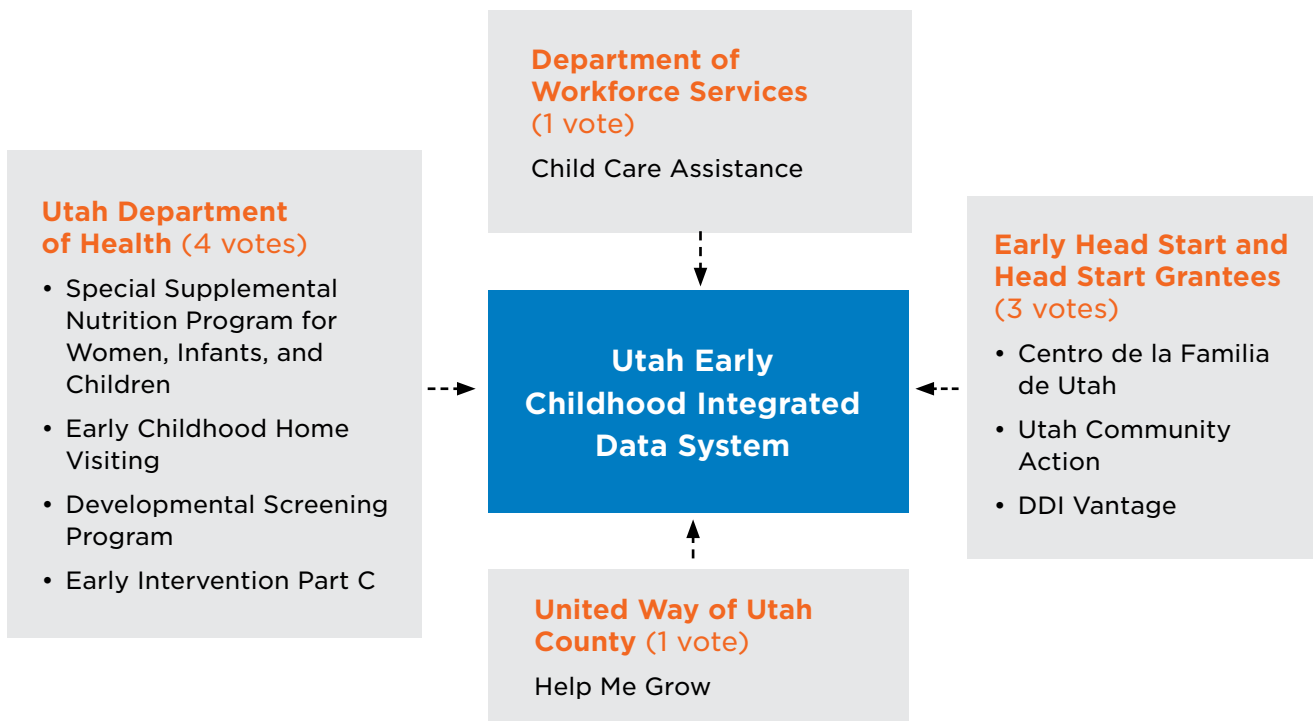 Department of
Workforce Services
(1 vote)
Child Care Assistance
Utah Department
of Health (4 votes)
• Special Supplemental
Nutrition Program for
Women, Infants, and
Children
• Early Childhood Home
Visiting
• Developmental Screening
Program
• Early Intervention Part C
Utah Early
Childhood Integrated
Data System
Early Head Start and
Head Start Grantees
(3 votes)
• Centro de la Familia
de Utah
• Utah Community
Action
• DDI Vantage
United Way of Utah
County (1 vote)
Help Me Grow